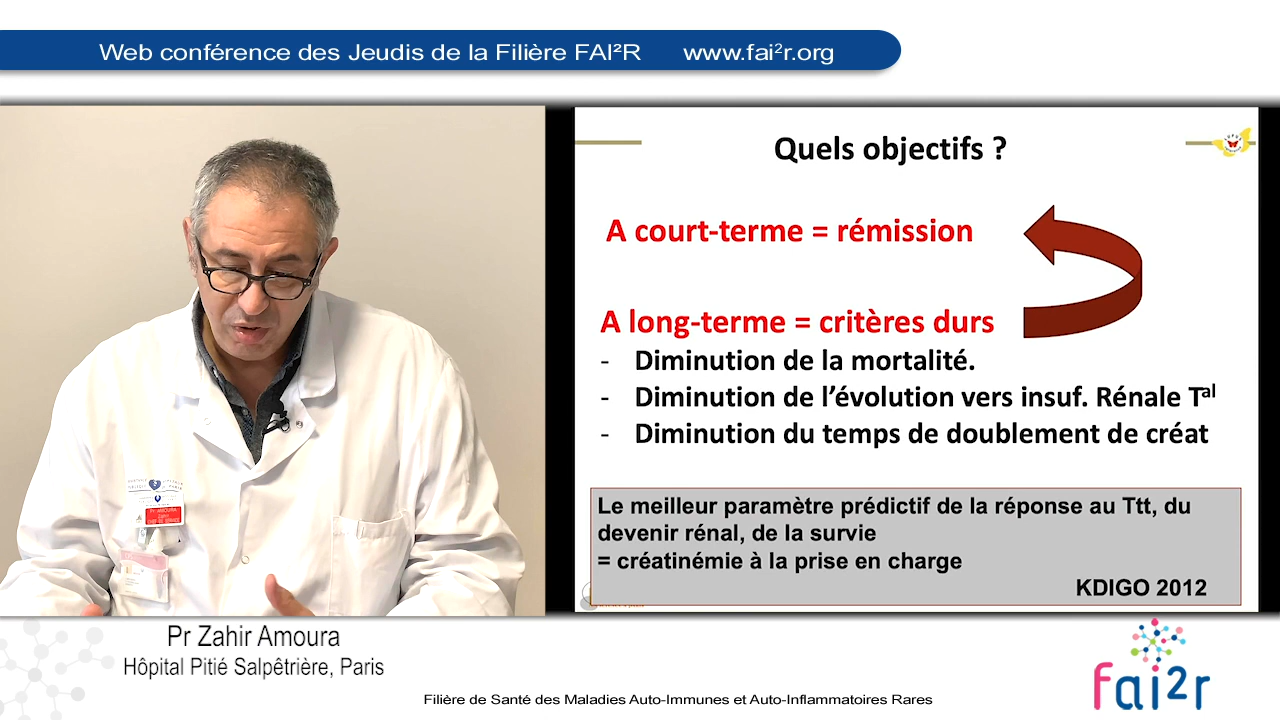 Web conférence des Jeudis de la Filière FAI²R www.fai²r.org
Quels objectifs ?
A court-terme = rémission
A long-terme = critères durs
- Diminution de la mortalité.
- Diminution de l’évolution vers insuf. Rénale Tal
- Diminution du temps de doublement de créat
Le meilleur paramètre prédictif de la réponse au Ttt, du
devenir rénal, de la survie
= créatinémie à la prise en charge
KDIGO 2012
Pr AMOURA
Pr Zahir Amoura
Hôpital Pitié Salpêtrière, Paris
fai2r
Filière de Santé des Maladies Auto-Immunes et Auto-Inflammatoires Rares